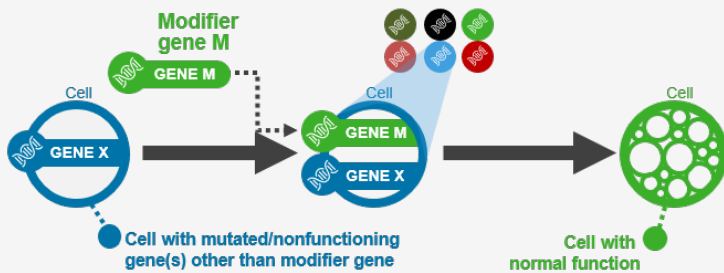 Modifier
gene M
GENE M
Cell
GENE X
Cell
GENE M
GENE X
Cell
Cell with mutated/nonfunctioning
gene(s) other than modifier gene
Cell with
normal function